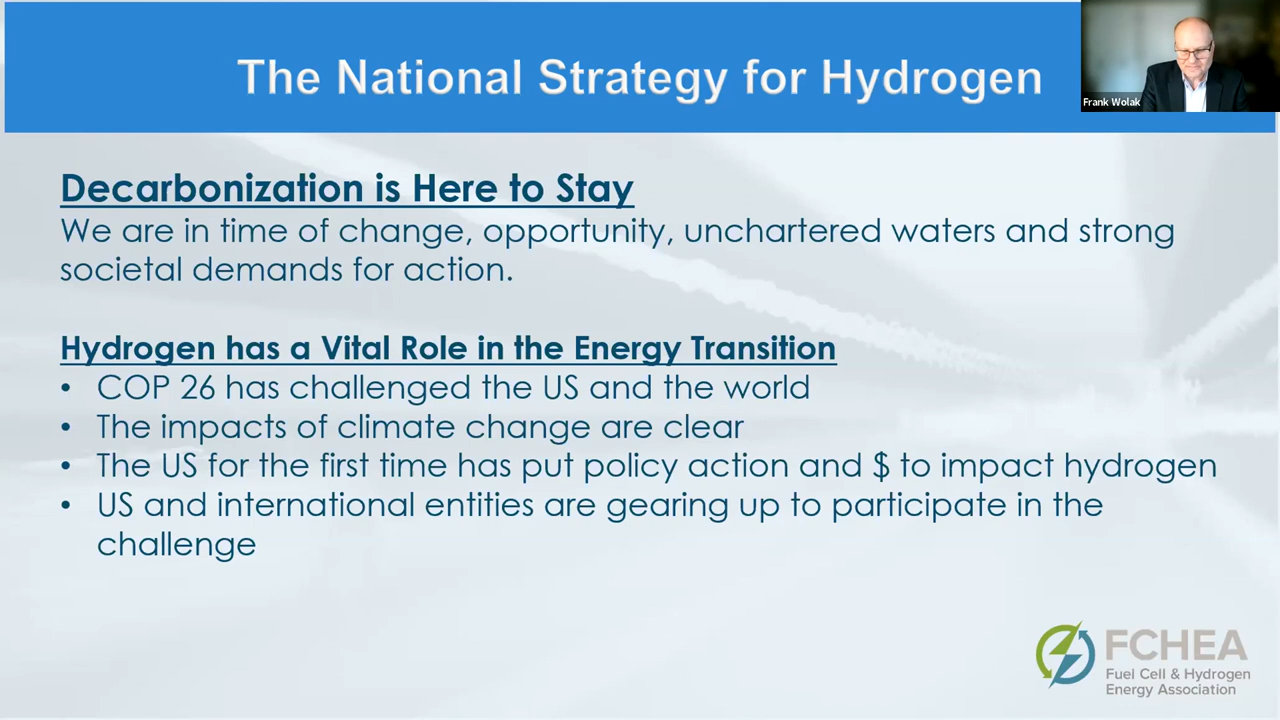 The National Strategy for Hydrogen
Frank Wolak
Decarbonization is Here to Stay
We are in time of change, opportunity, unchartered waters and strong
societal demands for action.
Hydrogen has a Vital Role in the Energy Transition
• COP 26 has challenged the US and the world
• The impacts of climate change are clear
• The US for the first time has put policy action and $ to impact hydrogen
• US and international entities are gearing up to participate in the
challenge
FCHEA
Fuel Cell & Hydrogen
Energy Association